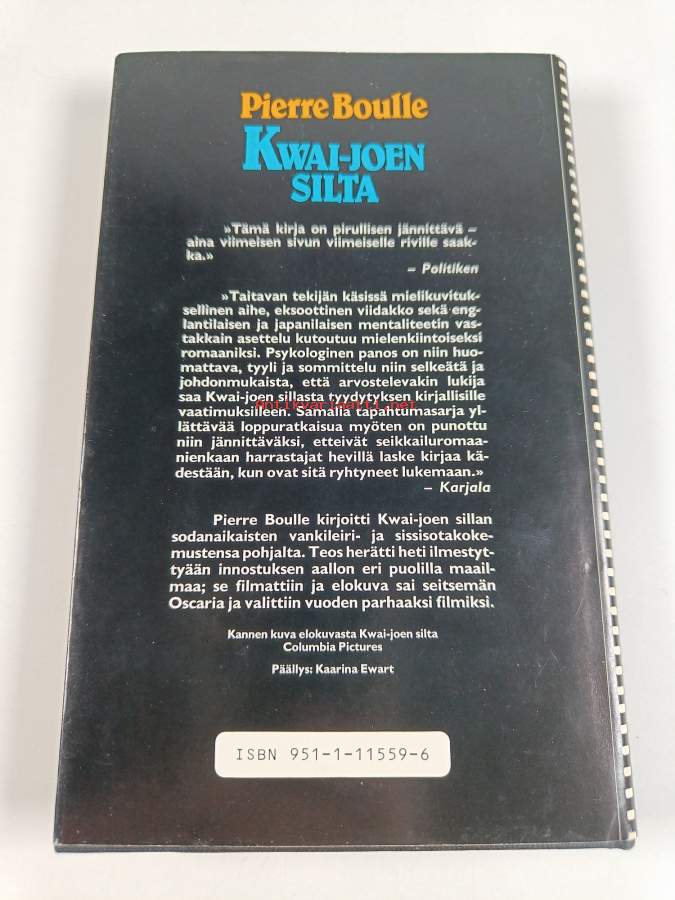 Pierre Boulle
KWAI-JOEN
SILTA
»Tämä kirja on pirullisen jännittävä –
aina viimeisen sivun viimeiselle riville saak-
ka.»
– Politiken
»Taitavan tekijän käsissä mielikuvituk-
sellinen aihe, eksoottinen viidakko sekä eng-
lantilaisen ja japanilaisen mentaliteetin vas-
takkain asettelu kutoutuu mielenkiintoiseksi
romaaniksi. Psykologinen panos on niin huo-
mattava, tyyli ja sommittelu niin selkeätä ja
johdonmukaista, että arvostelevakin lukija
saa Kwai-joen sillasta tyydytyksen kirjallisille
vaatimuksilleen. Samalla tapahtumasarja yl-
lättävää loppuratkaisua myöten on punottu
niin jännittäväksi, etteivät seikkailuromaa-
nienkaan harrastajat hevillä laske kirjaa kä-
destään, kun ovat sitä ryhtyneet lukemaan.»
– Karjala
Pierre Boulle kirjoitti Kwai-joen sillan
sodanaikaisten vankileiri- ja sissisotakoke-
mustensa pohjalta. Teos herätti heti ilmestyt-
tyään innostuksen aallon eri puolilla maail-
maa; se filmattiin ja elokuva sai seitsemän
Oscaria ja valittiin vuoden parhaaksi filmiksi.
Kannen kuva elokuvasta Kwai-joen silta
Columbia Pictures
Päällys: Kaarina Ewart
ISBN 951-1-11559-6
Antikvariaatti.net